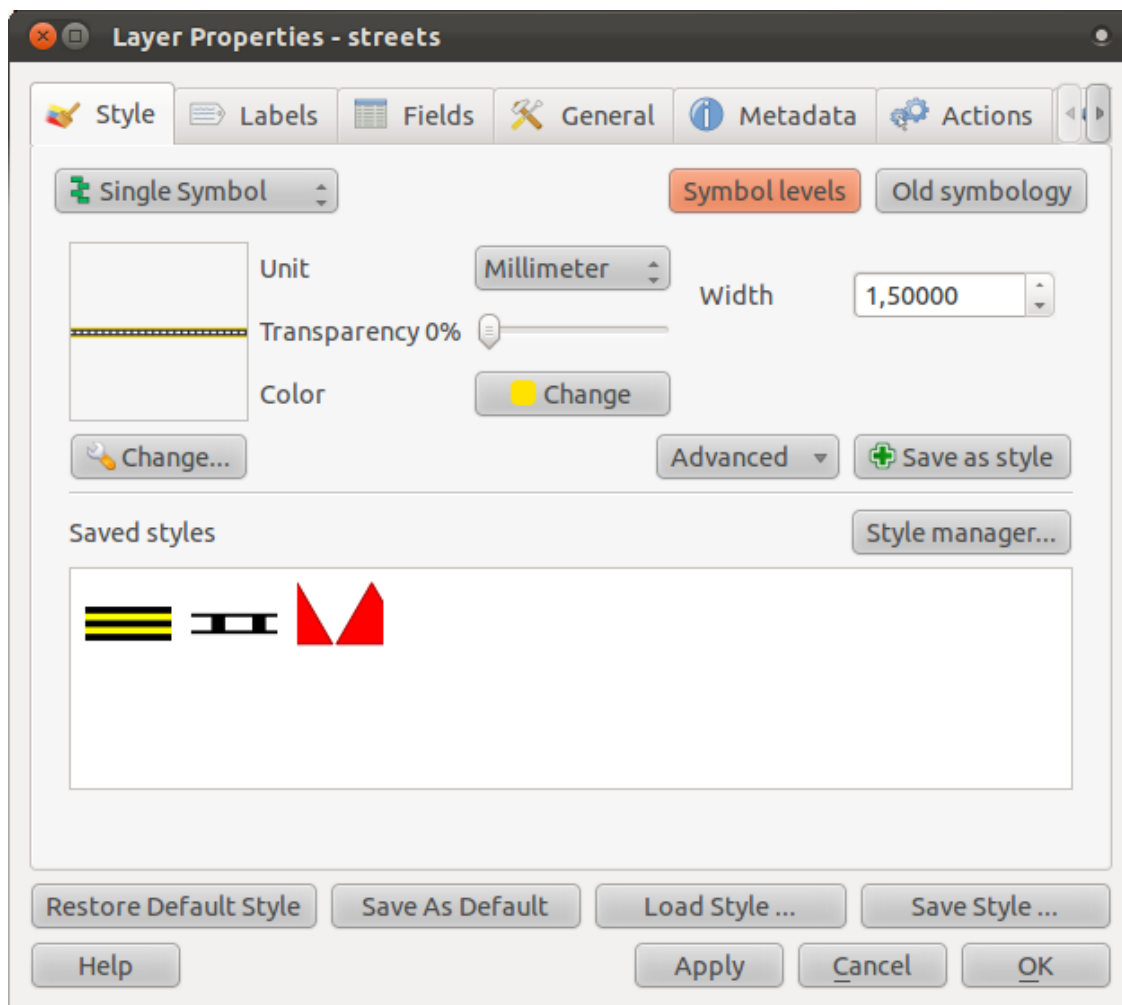 Layer Properties - streets
Style Labels Fields General Metadata Actions
Single Symbol Symbol levels Old symbology
Unit Millimeter
Width 1,50000
Transparency 0%
Color Change
Change... Advanced Save as style
Saved styles Style manager...
Restore Default Style Save As Default Load Style ... Save Style ...
Help Apply Cancel OK